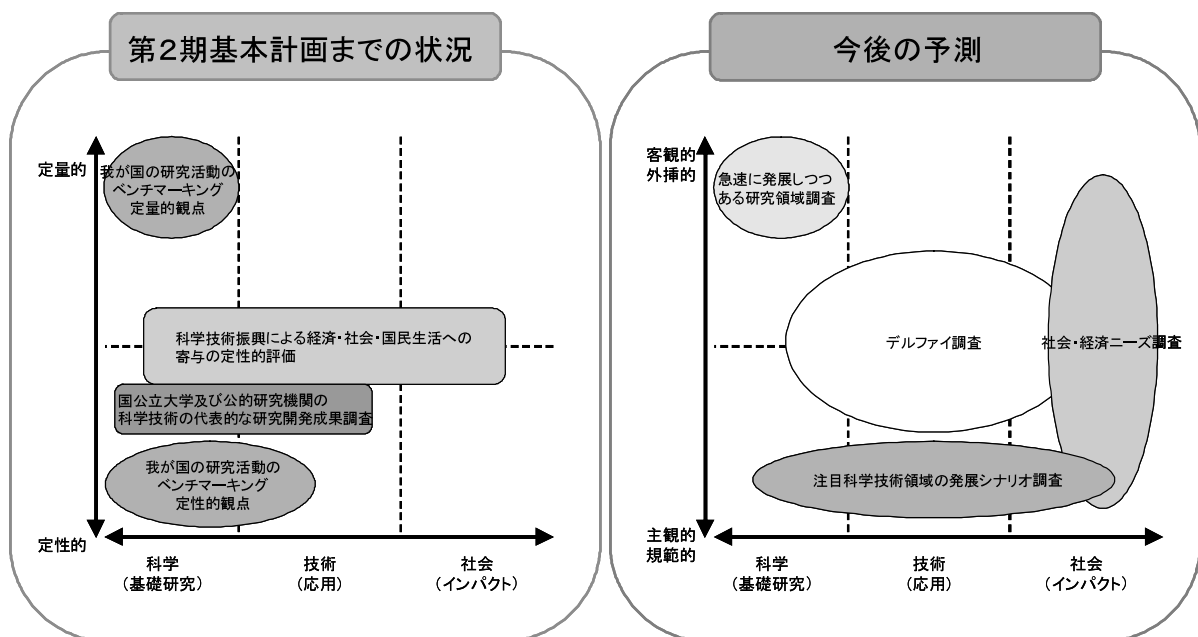 第2期基本計画までの状況
定量的
我が国の研究活動の
ベンチマーキング
定量的観点
科学技術振興による経済・社会・国民生活への
寄与の定性的評価
国公立大学及び公的研究機関の
科学技術の代表的な研究開発成果調査
我が国の研究活動の
ベンチマーキング
定性的観点
定性的
科学
(基礎研究)
技術
(応用)
社会
(インパクト)
今後の予測
客観的
外挿的
急速に発展しつつ
ある研究領域調査
デルファイ調査
社会・経済ニーズ調査
注目科学技術領域の発展シナリオ調査
主観的
規範的
科学
(基礎研究)
技術
(応用)
社会
(インパクト)